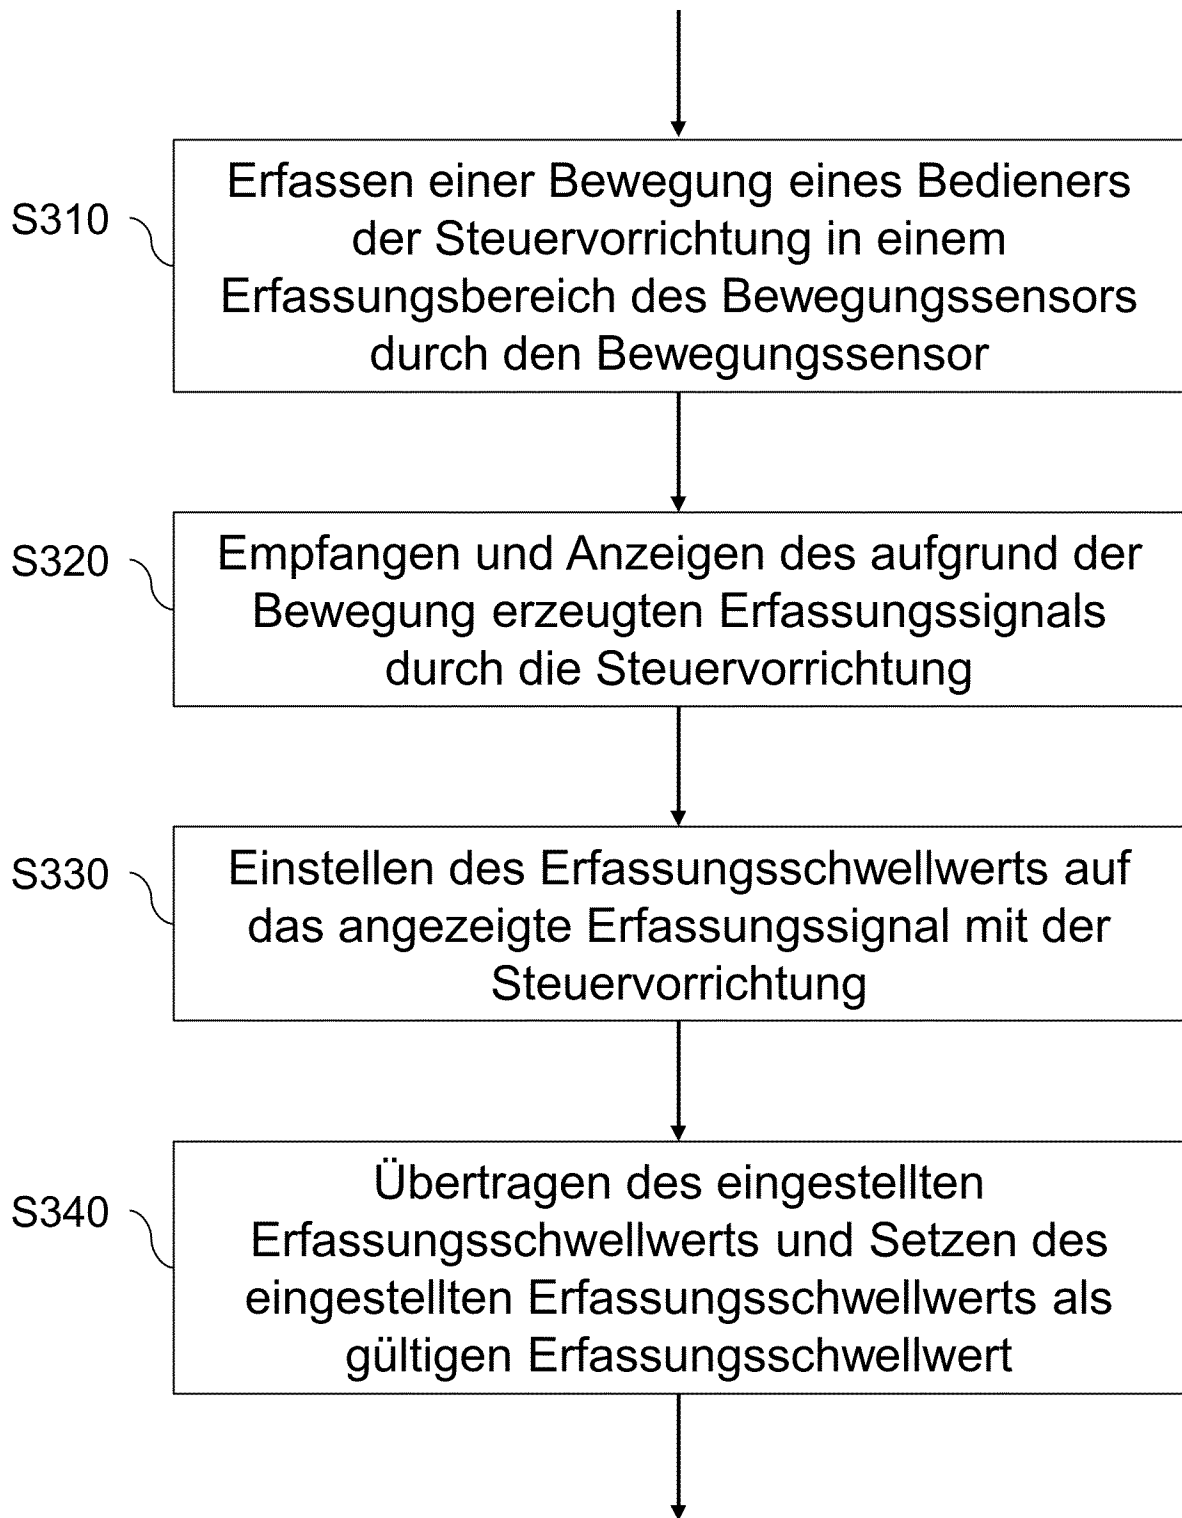 S310
Erfassen einer Bewegung eines Bedieners
der Steuervorrichtung in einem
Erfassungsbereich des Bewegungssensors
durch den Bewegungssensor
S320
Empfangen und Anzeigen des aufgrund der
Bewegung erzeugten Erfassungssignals
durch die Steuervorrichtung
S330
Einstellen des Erfassungsschwellwerts auf
das angezeigte Erfassungssignal mit der
Steuervorrichtung
S340
Übertragen des eingestellten
Erfassungsschwellwerts und Setzen des
eingestellten Erfassungsschwellwerts als
gültigen Erfassungsschwellwert